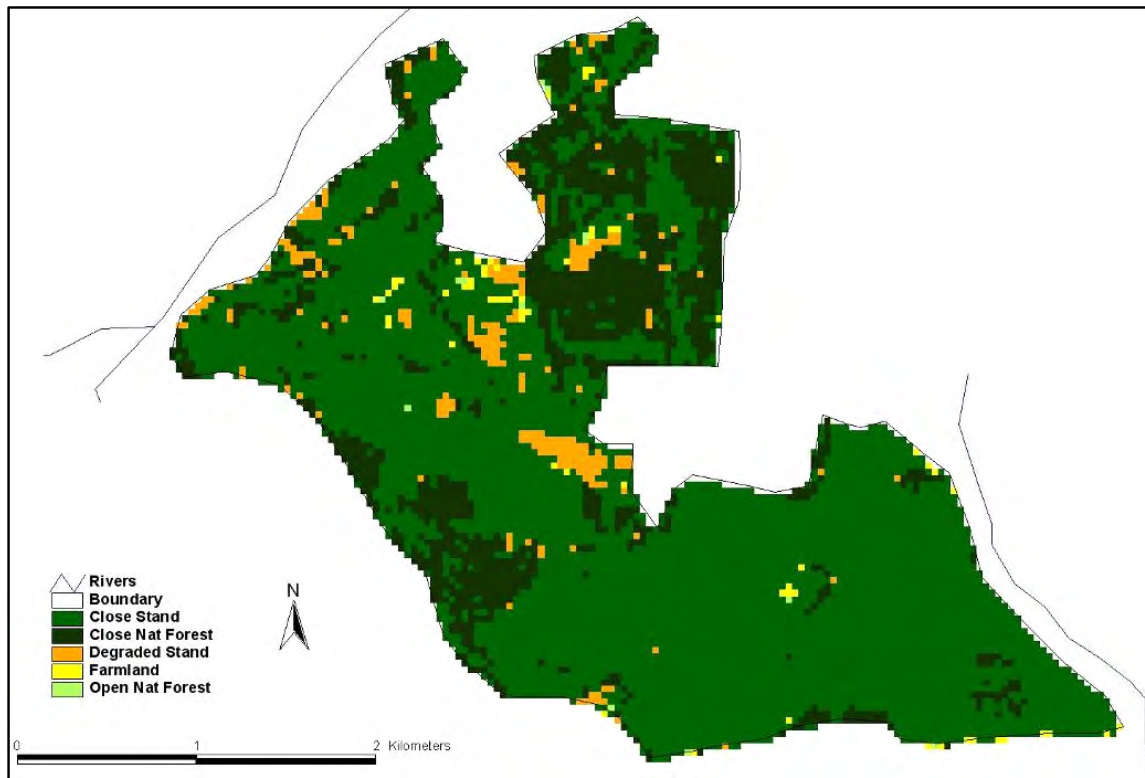 Rivers
Boundary
Close Stand
Close Nat Forest
Degraded Stand
Farmland
Open Nat Forest
N
0 1 2 Kilometers